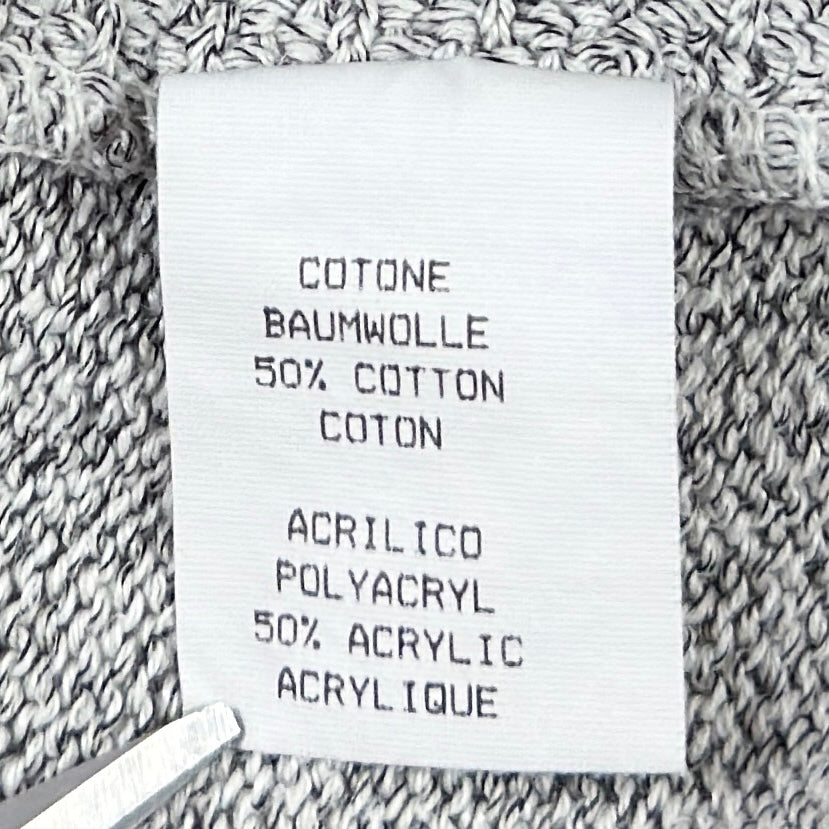 COTONE
BAUMWOLLE
50% COTTON
COTON
ACRILICO
POLYACRYL
50% ACRYLIC
ACRYLIQUE